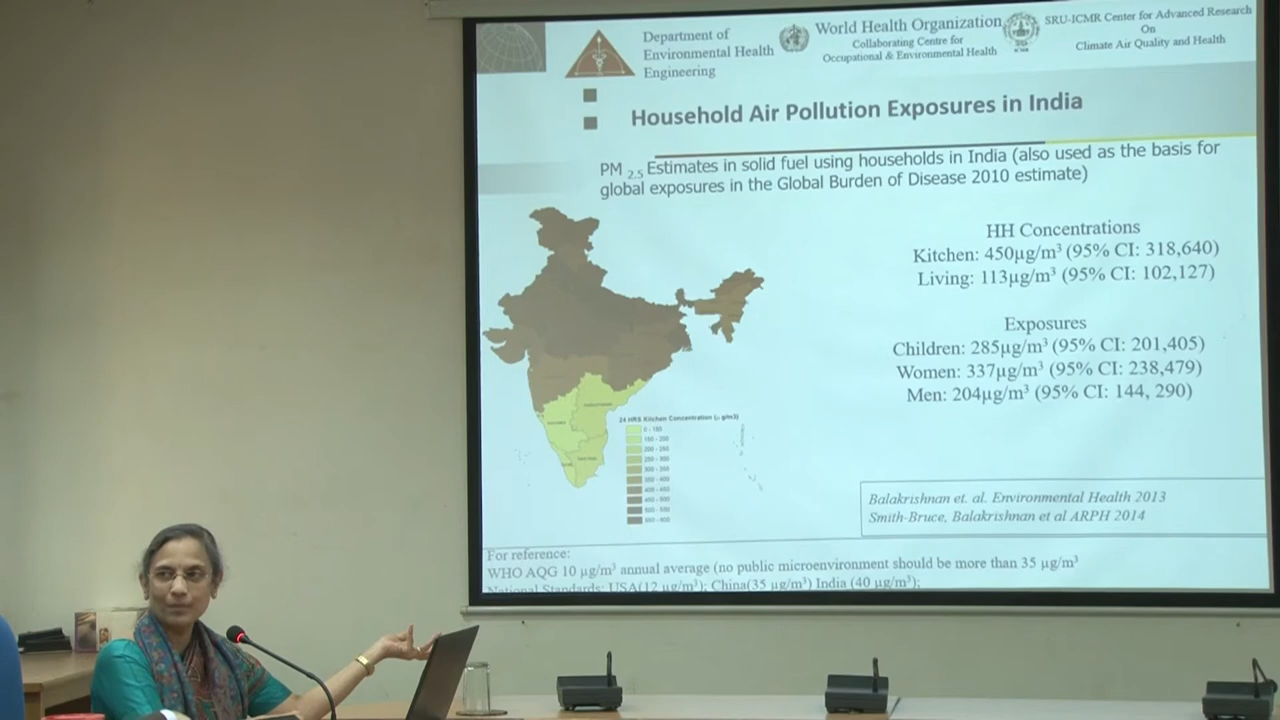 Department of
Environmental Health
Engineering
World Health Organization
Collaborating Centre for
Occupational & Environmental Health
SRU-ICMR Center for Advanced Research
On
Climate Air Quality and Health
Household Air Pollution Exposures in India
PM 2.5 Estimates in solid fuel using households in India (also used as the basis for
global exposures in the Global Burden of Disease 2010 estimate)
HH Concentrations
Kitchen: 450µg/m³ (95% CI: 318,640)
Living: 113µg/m³ (95% CI: 102,127)
Exposures
Children: 285µg/m³ (95% CI: 201,405)
Women: 337µg/m³ (95% CI: 238,479)
Men: 204µg/m³ (95% CI: 144, 290)
24 HRS Kitchen Concentration (µ g/m3)
Balakrishnan et. al. Environmental Health 2013
Smith-Bruce, Balakrishnan et al ARPH 2014
For reference:
WHO AQG 10 µg/m³ annual average (no public microenvironment should be more than 35 µg/m³
National Standards: USA(12 µg/m³); China(35 µg/m³) India (40 µg/m³);